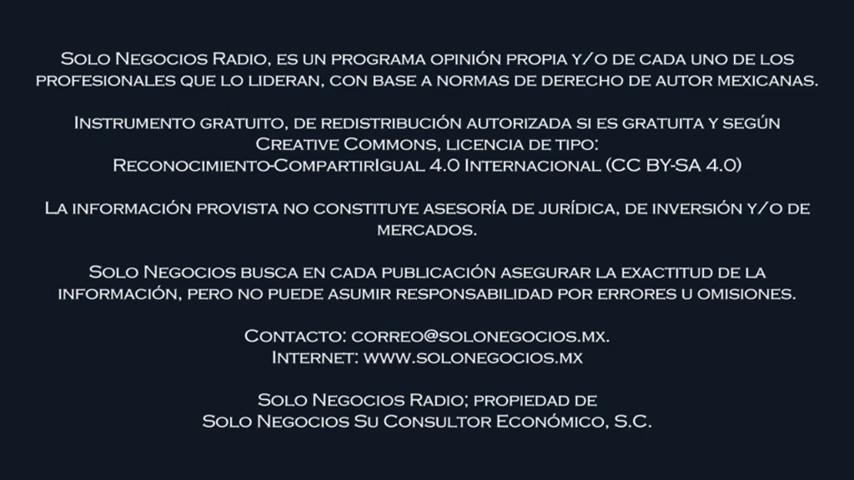 Solo Negocios Radio, es un programa opinión propia y/o de cada uno de los
profesionales que lo lideran, con base a normas de derecho de autor mexicanas.
Instrumento gratuito, de redistribución autorizada si es gratuita y según
Creative Commons, licencia de tipo:
Reconocimiento-CompartirIgual 4.0 Internacional (CC BY-SA 4.0)
La información provista no constituye asesoría de jurídica, de inversión y/o de
mercados.
Solo Negocios busca en cada publicación asegurar la exactitud de la
información, pero no puede asumir responsabilidad por errores u omisiones.
Contacto: correo@solonegocios.mx.
Internet: www.solonegocios.mx
Solo Negocios Radio; propiedad de
Solo Negocios Su Consultor Económico, S.C.